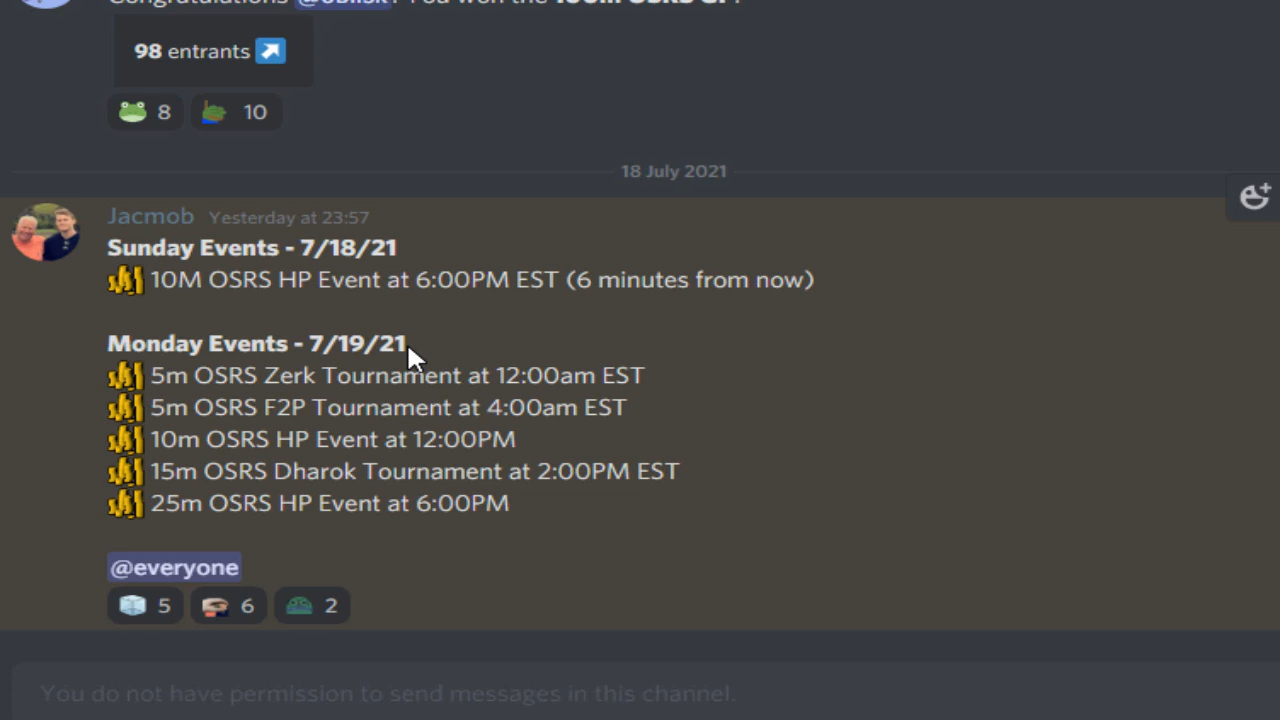 98 entrants
8 10
18 July 2021
Jacmob Yesterday at 23:57
Sunday Events - 7/18/21
10M OSRS HP Event at 6:00PM EST (6 minutes from now)
Monday Events - 7/19/21
5m OSRS Zerk Tournament at 12:00am EST
5m OSRS F2P Tournament at 4:00am EST
10m OSRS HP Event at 12:00PM
15m OSRS Dharok Tournament at 2:00PM EST
25m OSRS HP Event at 6:00PM
@everyone
5 6 2
You do not have permission to send messages in this channel.